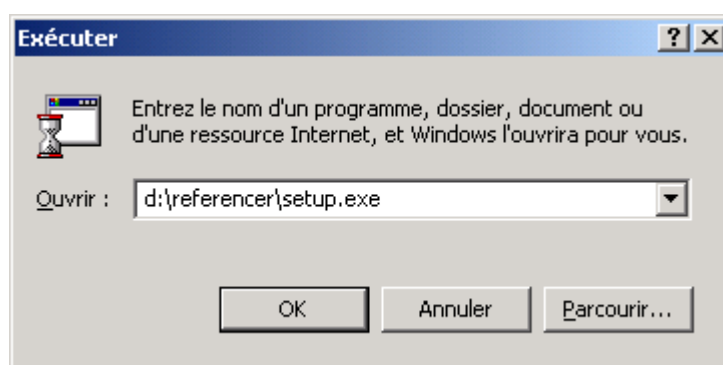 Exécuter
Entrez le nom d'un programme, dossier, document ou
d'une ressource Internet, et Windows l'ouvrira pour vous.
Ouvrir : d:\referencer\setup.exe
OK Annuler Parcourir...